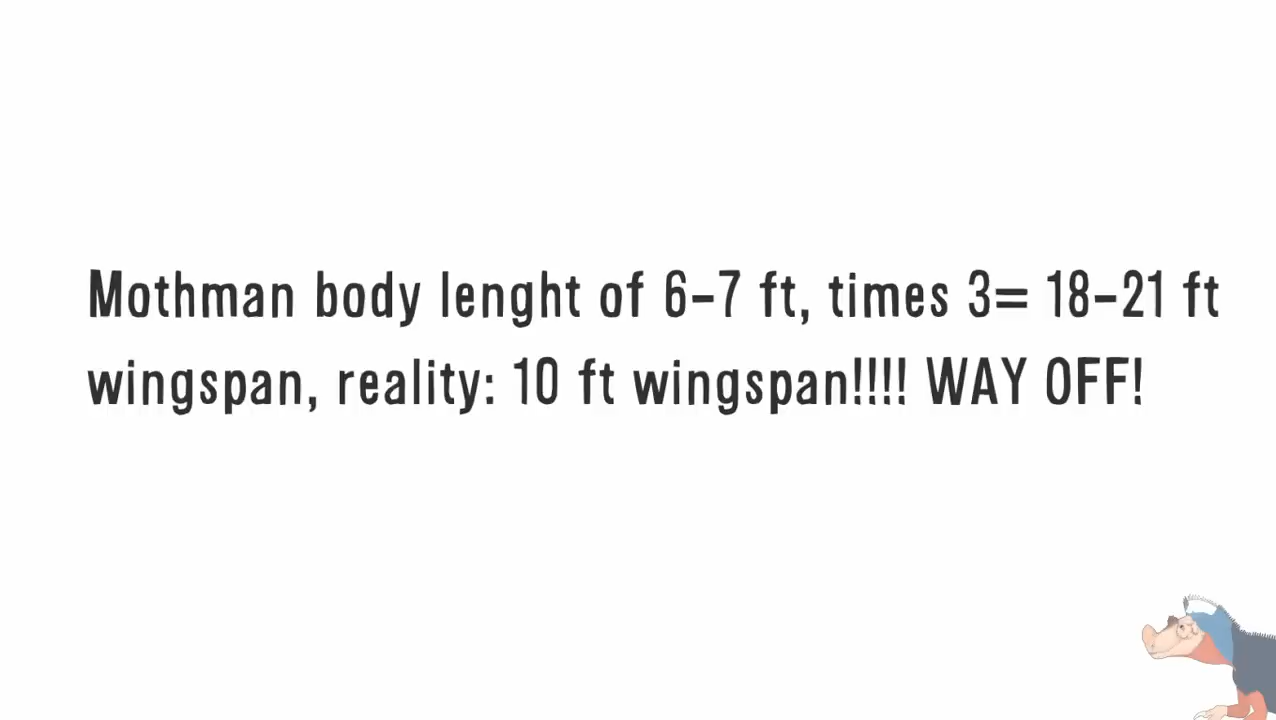 Mothman body lenght of 6-7 ft, times 3= 18-21 ft
wingspan, reality: 10 ft wingspan!!!! WAY OFF!